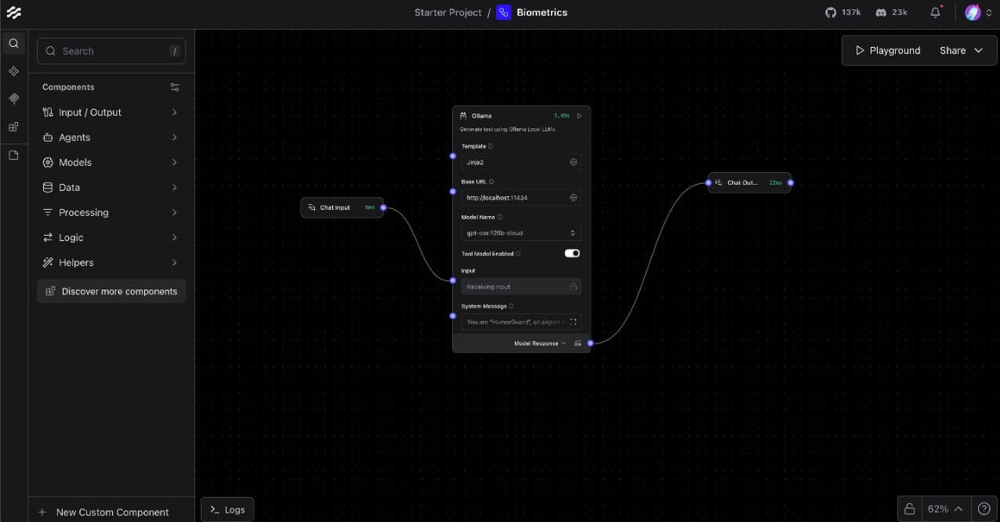 Starter Project / Biometrics
137k
23k
Search /
Playground
Share
Components
Input / Output
Agents
Models
Data
Processing
Logic
Helpers
Discover more components
New Custom Component
Chat Input
8ms
Ollama
3.49s
Generate text using Ollama Local LLMs.
Template
Jinja2
Base URL
http://localhost:11434
Model Name
gpt-oss:120b-cloud
Tool Model Enabled
Input
Receiving input
System Message
You are "HumorGuard", an
Model Response
Chat Out...
22ms
Logs
62%